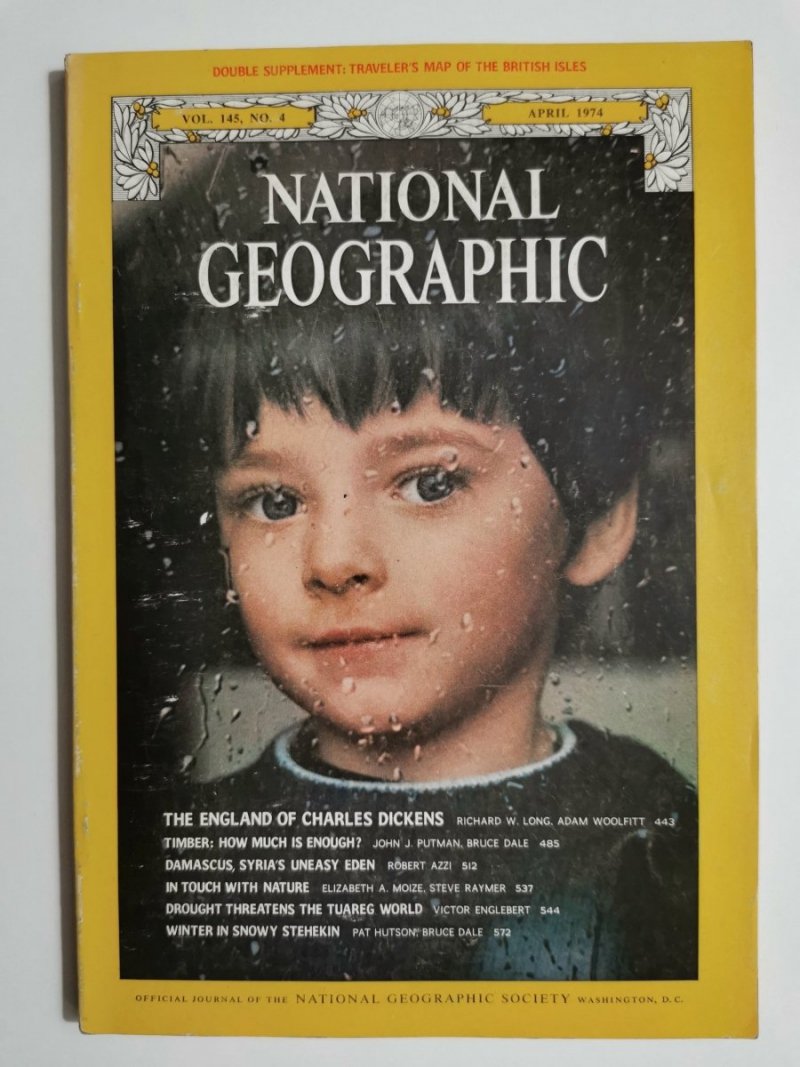 DOUBLE SUPPLEMENT: TRAVELER'S MAP OF THE BRITISH ISLES
VOL. 145, NO. 4
APRIL 1974
NATIONAL
GEOGRAPHIC
THE ENGLAND OF CHARLES DICKENS RICHARD W. LONG, ADAM WOOLFITT 443
TIMBER: HOW MUCH IS ENOUGH? JOHN J. PUTMAN, BRUCE DALE 485
DAMASCUS, SYRIA'S UNEASY EDEN ROBERT AZZI 512
IN TOUCH WITH NATURE ELIZABETH A. MOIZE, STEVE RAYMER 537
DROUGHT THREATENS THE TUAREG WORLD VICTOR ENGLEBERT 544
WINTER IN SNOWY STEHEKIN PAT HUTSON, BRUCE DALE 572
OFFICIAL JOURNAL OF THE NATIONAL GEOGRAPHIC SOCIETY WASHINGTON, D.C.